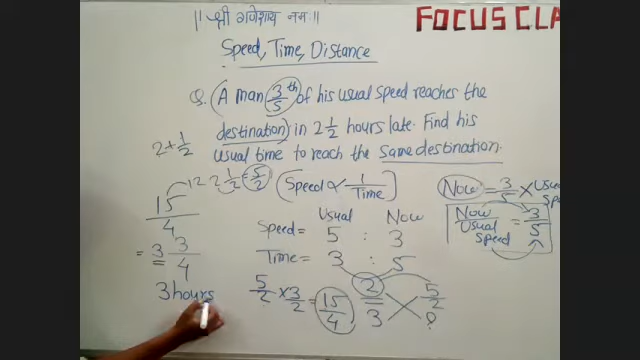 ||श्री गणेशाय नमः||
FOCUS CLA
Speed, Time, Distance
Q. (A man 3/5 th of his usual speed reaches the
destination) in 2 1/2 hours late. Find his
usual time to reach the same destination.
2+1/2
2 1/2 = 5/2
(Speed ∝ 1/Time)
Now = 3/5 × Usual Sp
Now/Usual Speed = 3/5
Usual Now
Speed = 5 : 3
Time = 3 : 5
15/4
= 3 3/4
3 hours
5/2 × 3/2 = 15/4
2 5/2
3 ?